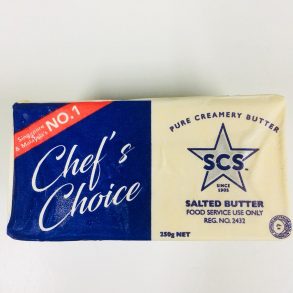 Singapore
& Malaysia's
NO.1
Chef's
Choice
PURE CREAMERY BUTTER
SCS
SINCE
1905
SALTED BUTTER
FOOD SERVICE USE ONLY
REG. NO. 2432
250g NET